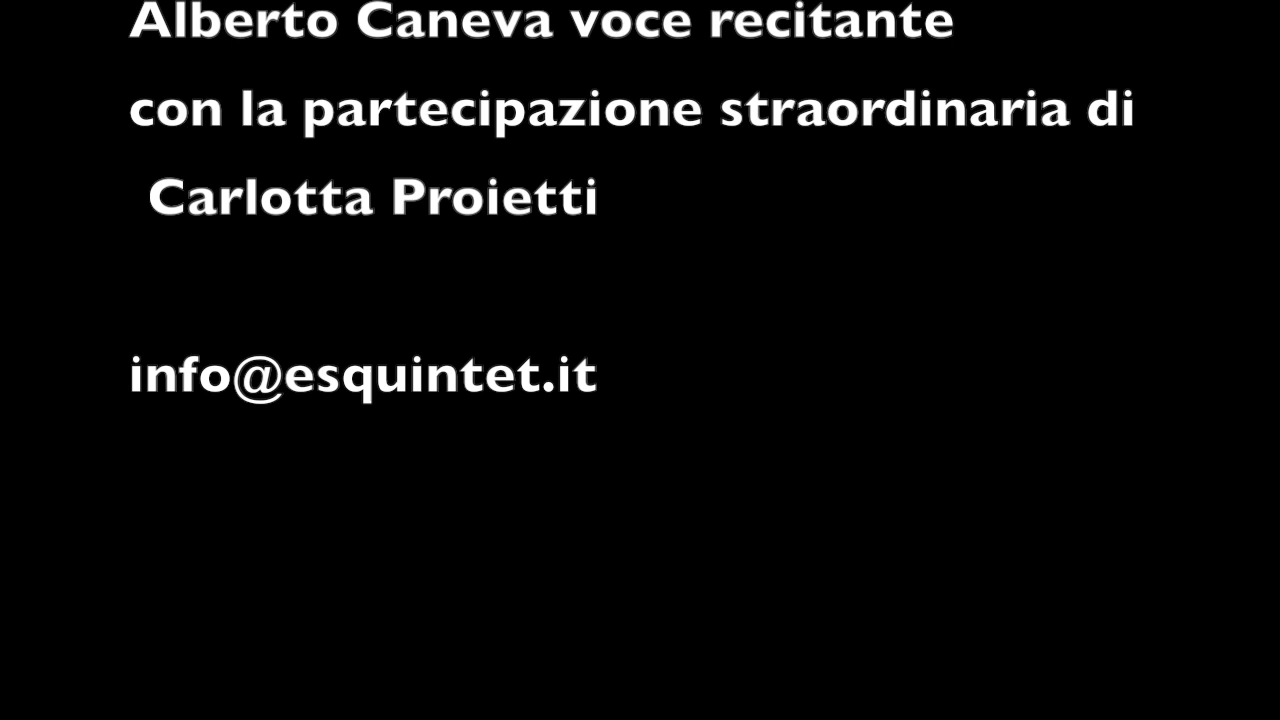 Alberto Caneva voce recitante
con la partecipazione straordinaria di
Carlotta Proietti
info@esquintet.it